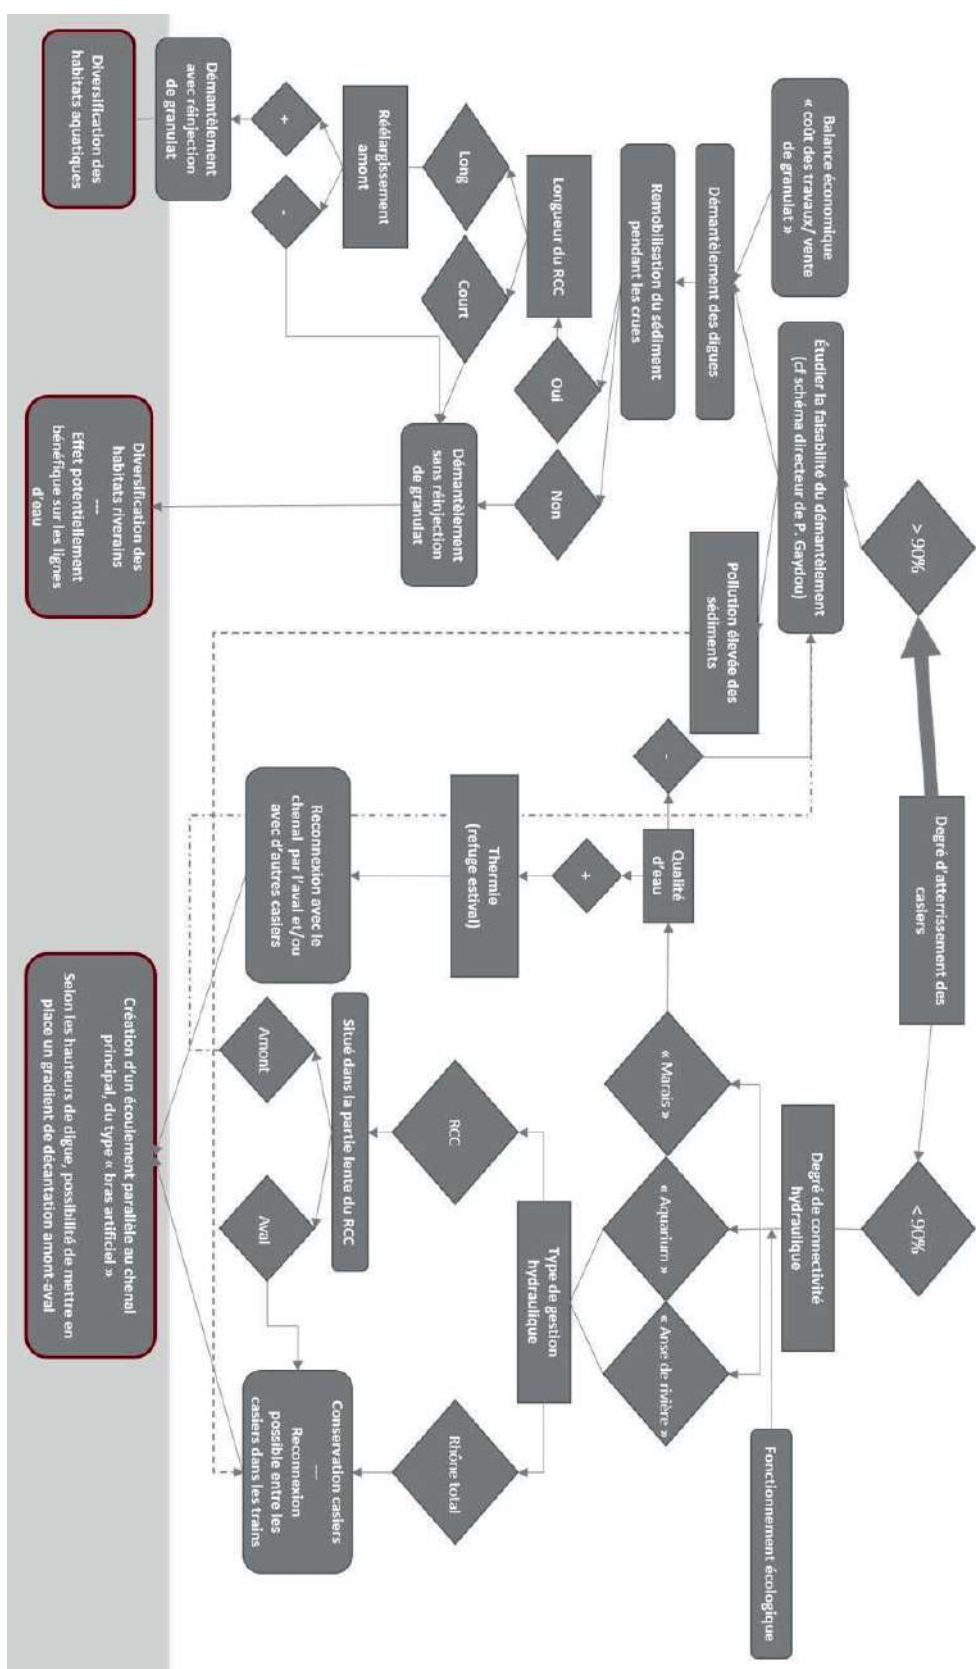 Degré d'atterrissement des
casiers
> 90%
< 90%
Balance économique
« coût des travaux/ vente
de granulat »
Étudier la faisabilité du démantèlement
(cf schéma directeur de P. Gaydou)
Degré de connectivité
hydraulique
Fonctionnement écologique
Démantèlement des digues
Pollution élevée des
sédiments
Remobilisation du sédiment
pendant les crues
-
Qualité
d'eau
« Marais »
« Aquarium »
« Anse de rivière »
Longueur du RCC
Oui
Non
+
Type de gestion
hydraulique
Long
Court
Démantèlement
sans réinjection
de granulat
Thermie
(refuge estival)
RCC
Rhône total
Réélargissement
amont
Situé dans la partie lente du RCC
+
-
Reconnexion avec le
chenal par l'aval et/ou
avec d'autres casiers
Amont
Aval
Conservation casiers
---
Reconnexion
possible entre les
casiers dans les trains
Démantèlement
avec réinjection
de granulat
Diversification des
habitats aquatiques
Diversification des
habitats riverains
---
Effet potentiellement
bénéfique sur les lignes
d'eau
Création d'un écoulement parallèle au chenal
principal, du type « bras artificiel »
Selon les hauteurs de digue, possibilité de mettre en
place un gradient de décantation amont-aval